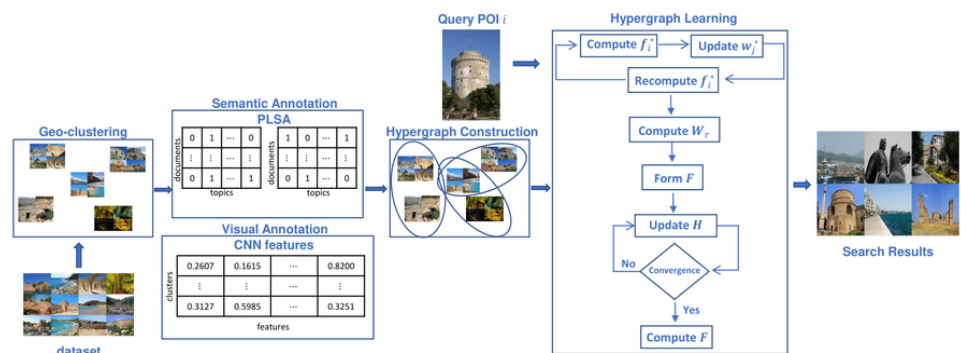 Query POI i
Hypergraph Learning
Compute f_i^*
Update w_j^*
Recompute f_i^*
Compute W_r
Form F
Update H
Convergence
No
Yes
Compute F
Semantic Annotation
PLSA
documents
0 1 ... 0
⋮ ⋮ ⋮ ⋮
0 1 ... 1
topics
documents
1 0 ... 1
⋮ ⋮ ⋮ ⋮
0 1 ... 0
topics
Geo-clustering
Hypergraph Construction
Visual Annotation
CNN features
clusters
0.2607 0.1615 ... 0.8200
⋮ ⋮ ⋮
0.3127 0.5985 ... 0.3251
features
dataset
Search Results